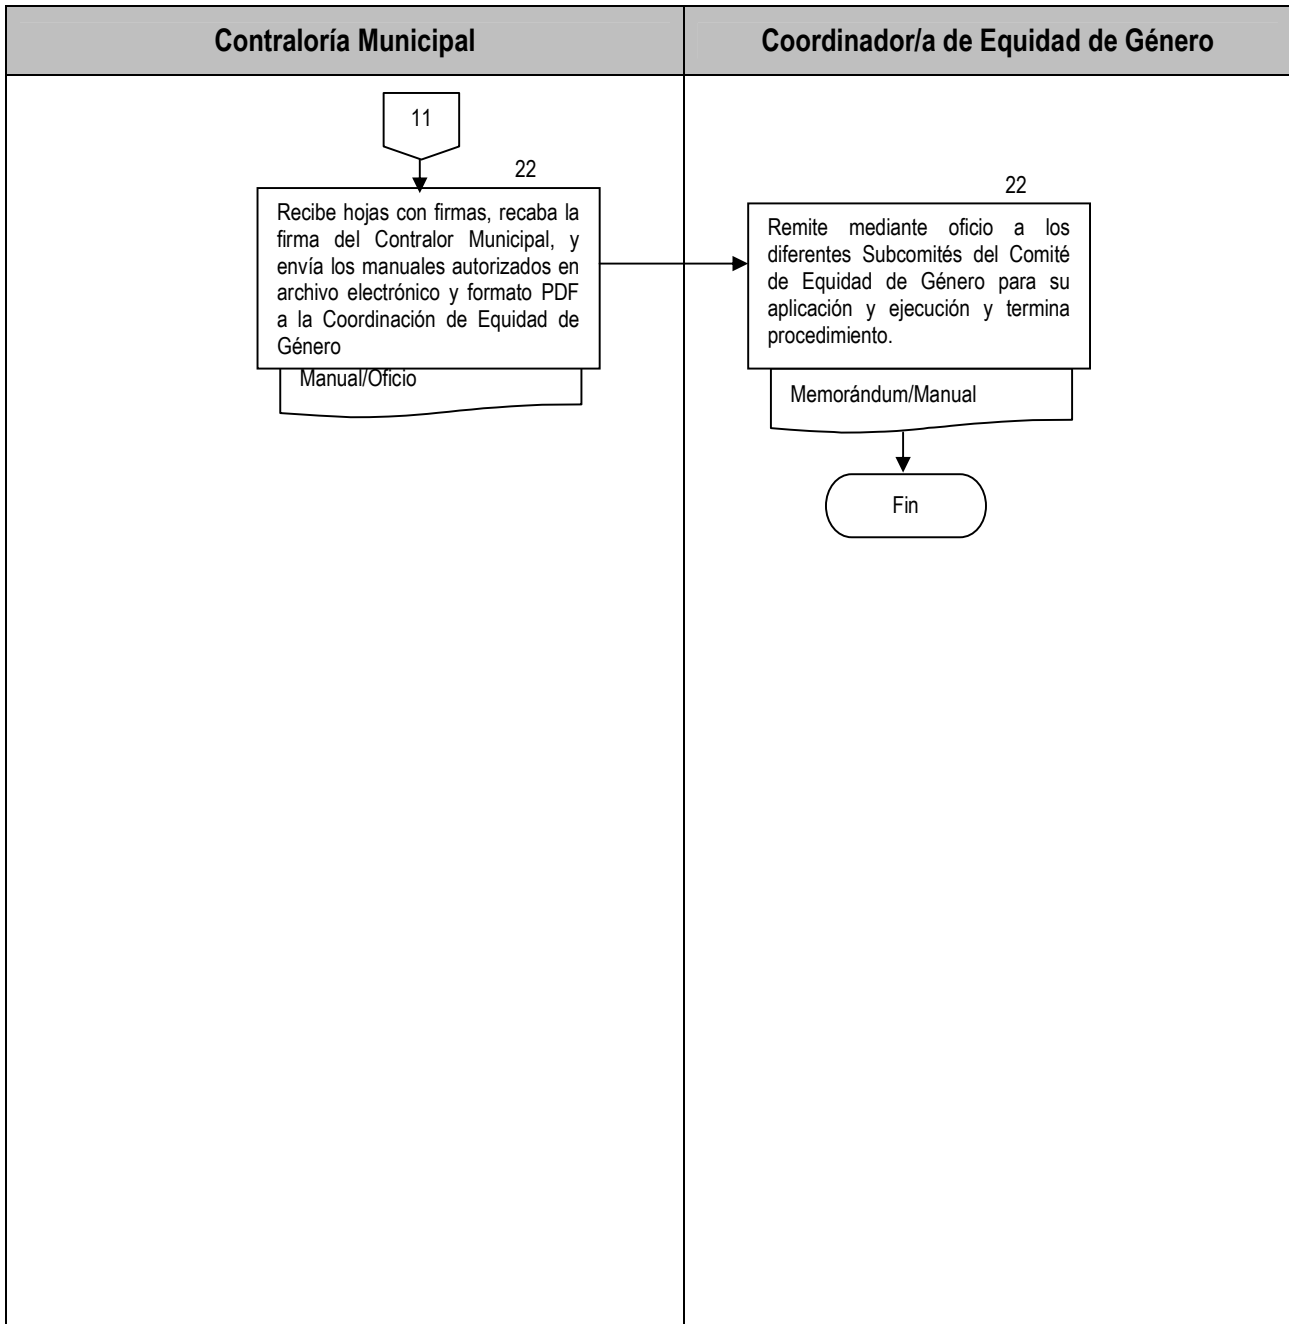 Contraloría Municipal
Coordinador/a de Equidad de Género
11
22
Recibe hojas con firmas, recaba la
firma del Contralor Municipal, y
envía los manuales autorizados en
archivo electrónico y formato PDF
a la Coordinación de Equidad de
Género
Manual/Oficio
22
Remite mediante oficio a los
diferentes Subcomités del Comité
de Equidad de Género para su
aplicación y ejecución y termina
procedimiento.
Memorándum/Manual
Fin